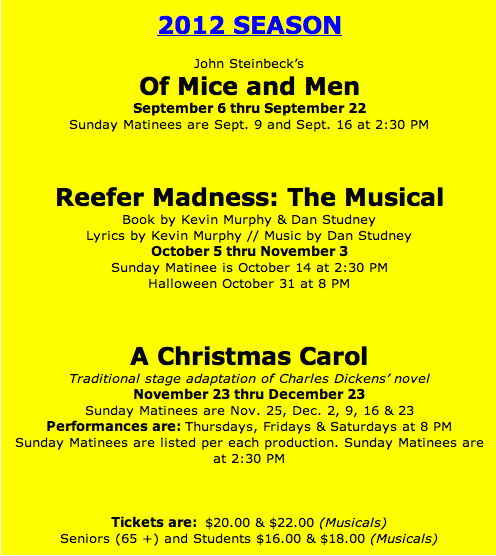 2012 SEASON
John Steinbeck's
Of Mice and Men
September 6 thru September 22
Sunday Matinees are Sept. 9 and Sept. 16 at 2:30 PM
Reefer Madness: The Musical
Book by Kevin Murphy & Dan Studney
Lyrics by Kevin Murphy // Music by Dan Studney
October 5 thru November 3
Sunday Matinee is October 14 at 2:30 PM
Halloween October 31 at 8 PM
A Christmas Carol
Traditional stage adaptation of Charles Dickens' novel
November 23 thru December 23
Sunday Matinees are Nov. 25, Dec. 2, 9, 16 & 23
Performances are: Thursdays, Fridays & Saturdays at 8 PM
Sunday Matinees are listed per each production. Sunday Matinees are
at 2:30 PM
Tickets are:  $20.00 & $22.00 (Musicals)
Seniors (65 +) and Students $16.00 & $18.00 (Musicals)